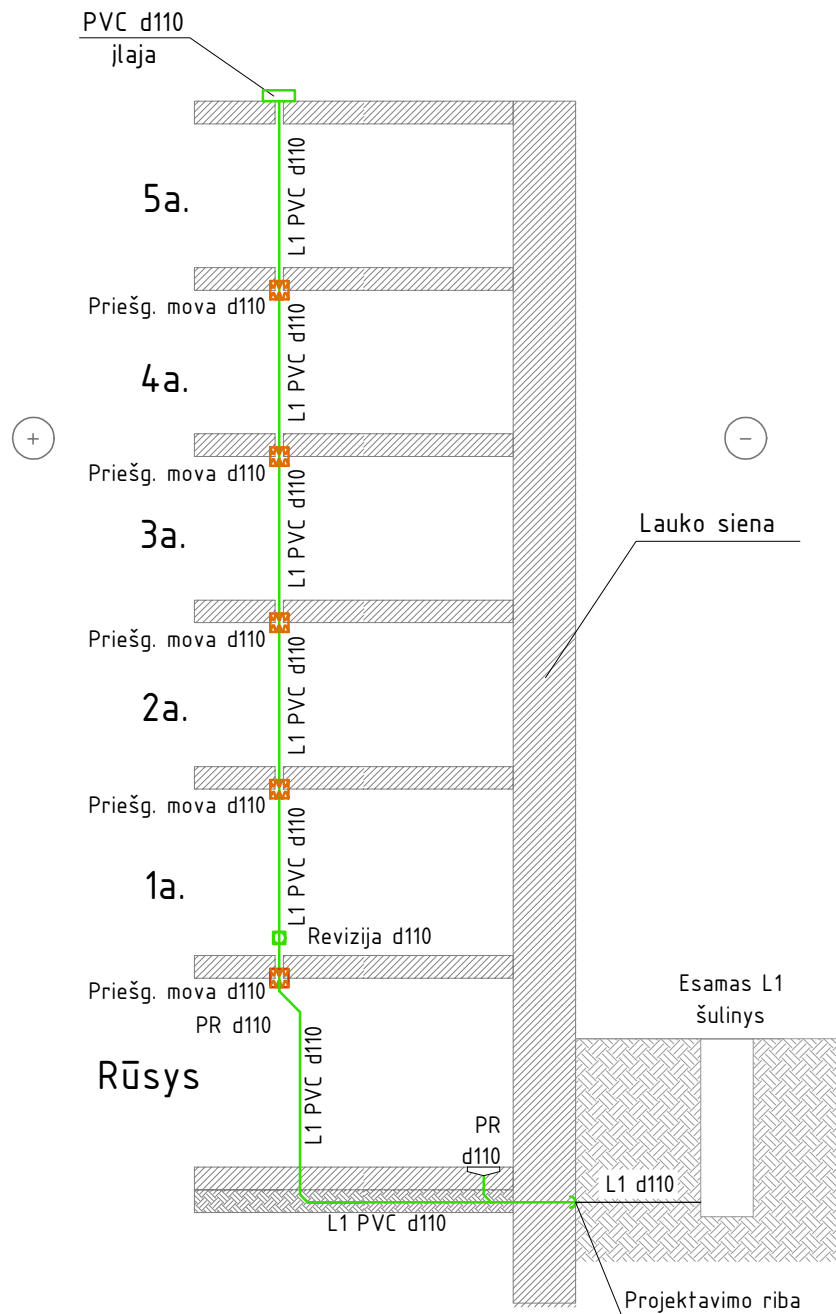 PVC d110
įlaja
L1 PVC d110
5a.
Priešg. mova d110
L1 PVC d110
4a.
+
−
Priešg. mova d110
L1 PVC d110
3a.
Lauko siena
Priešg. mova d110
L1 PVC d110
2a.
Priešg. mova d110
L1 PVC d110
1a.
Revizija d110
Priešg. mova d110
Esamas L1
šulinys
PR d110
L1 PVC d110
Rūsys
PR
d110
L1 d110
L1 PVC d110
Projektavimo riba